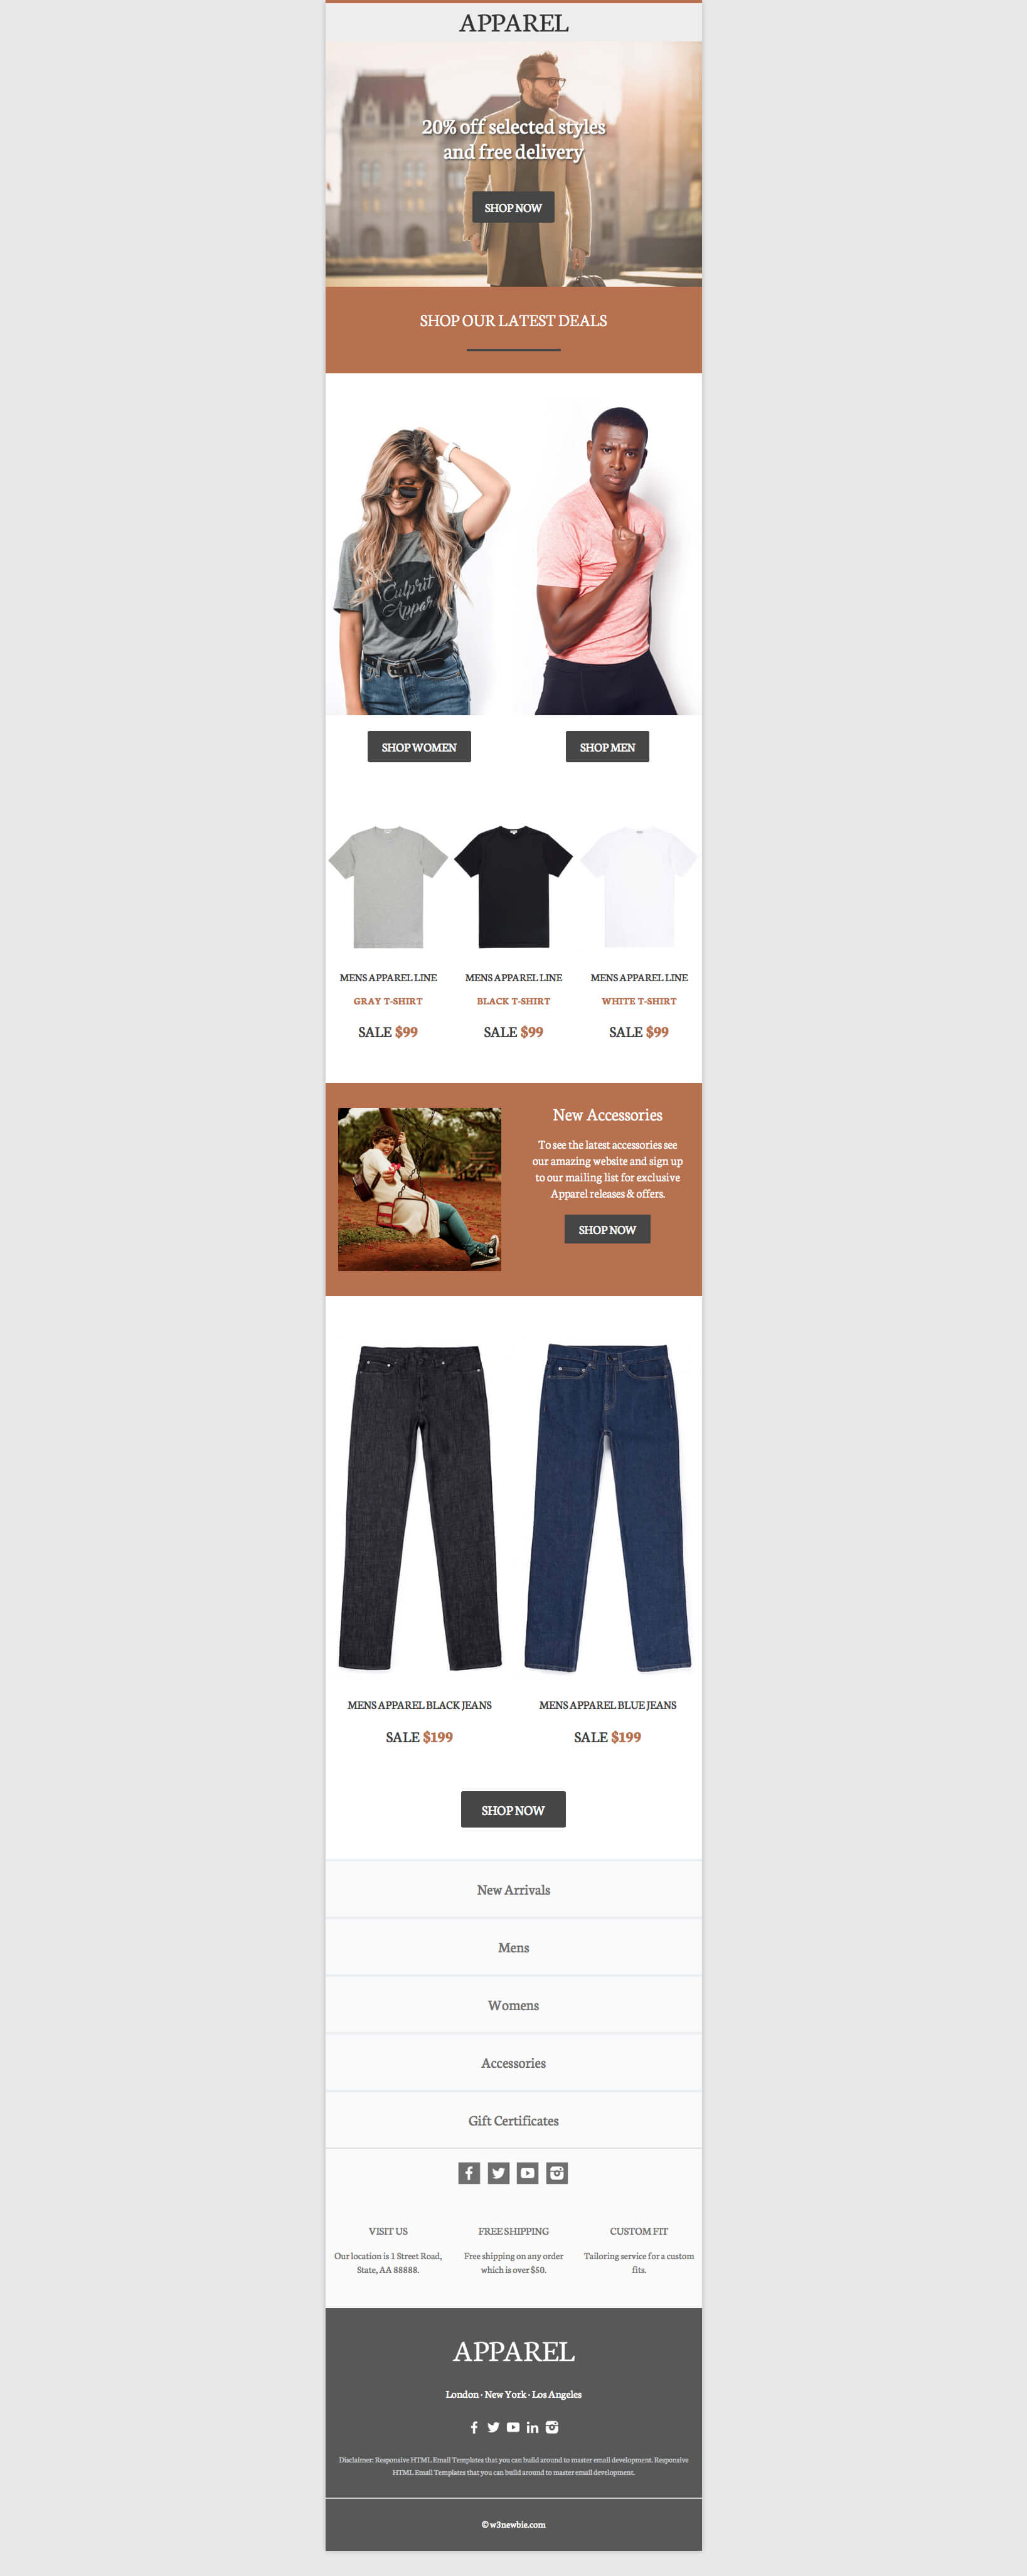 APPAREL
20% off selected styles
and free delivery
SHOP NOW
SHOP OUR LATEST DEALS
Culprit
Appar
SHOP WOMEN
SHOP MEN
MENS APPAREL LINE
GRAY T-SHIRT
SALE $99
MENS APPAREL LINE
BLACK T-SHIRT
SALE $99
MENS APPAREL LINE
WHITE T-SHIRT
SALE $99
New Accessories
To see the latest accessories see
our amazing website and sign up
to our mailing list for exclusive
Apparel releases & offers.
SHOP NOW
MENS APPAREL BLACK JEANS
SALE $199
MENS APPAREL BLUE JEANS
SALE $199
SHOP NOW
New Arrivals
Mens
Womens
Accessories
Gift Certificates
VISIT US
Our location is 1 Street Road,
State, AA 88888.
FREE SHIPPING
Free shipping on any order
which is over $50.
CUSTOM FIT
Tailoring service for a custom
fits.
APPAREL
London · New York · Los Angeles
Disclaimer: Responsive HTML Email Templates that you can build around to master email development. Responsive
HTML Email Templates that you can build around to master email development.
© w3newbie.com